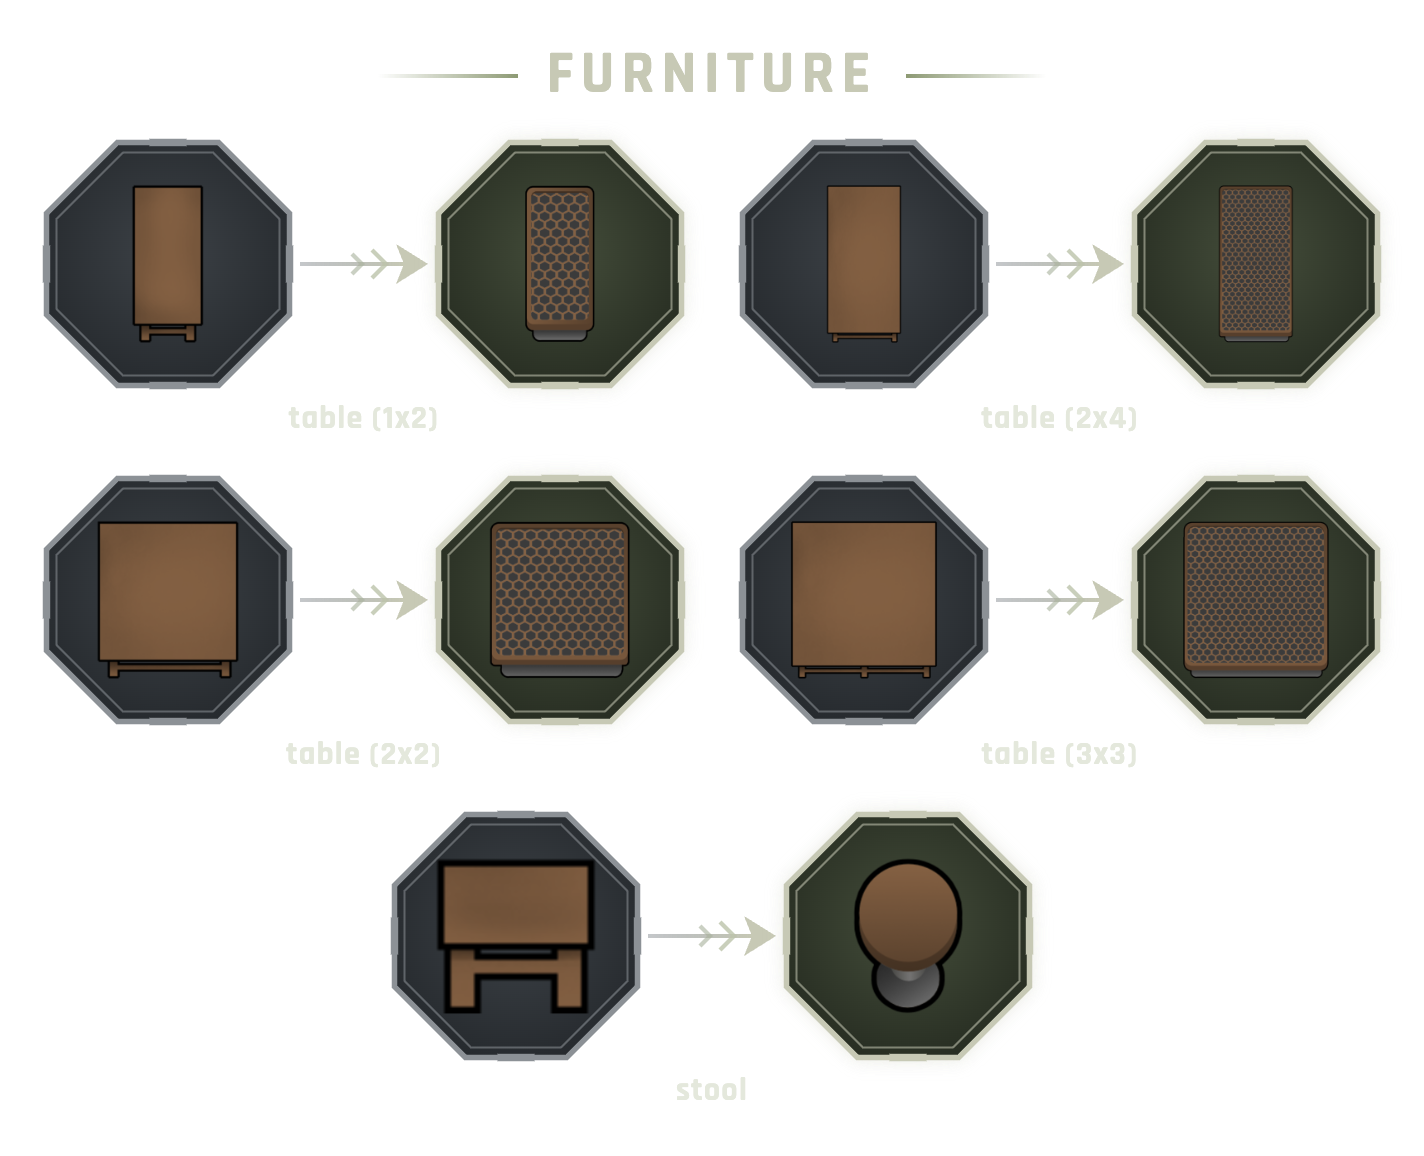 FURNITURE
table (1x2)
table (2x4)
table (2x2)
table (3x3)
stool